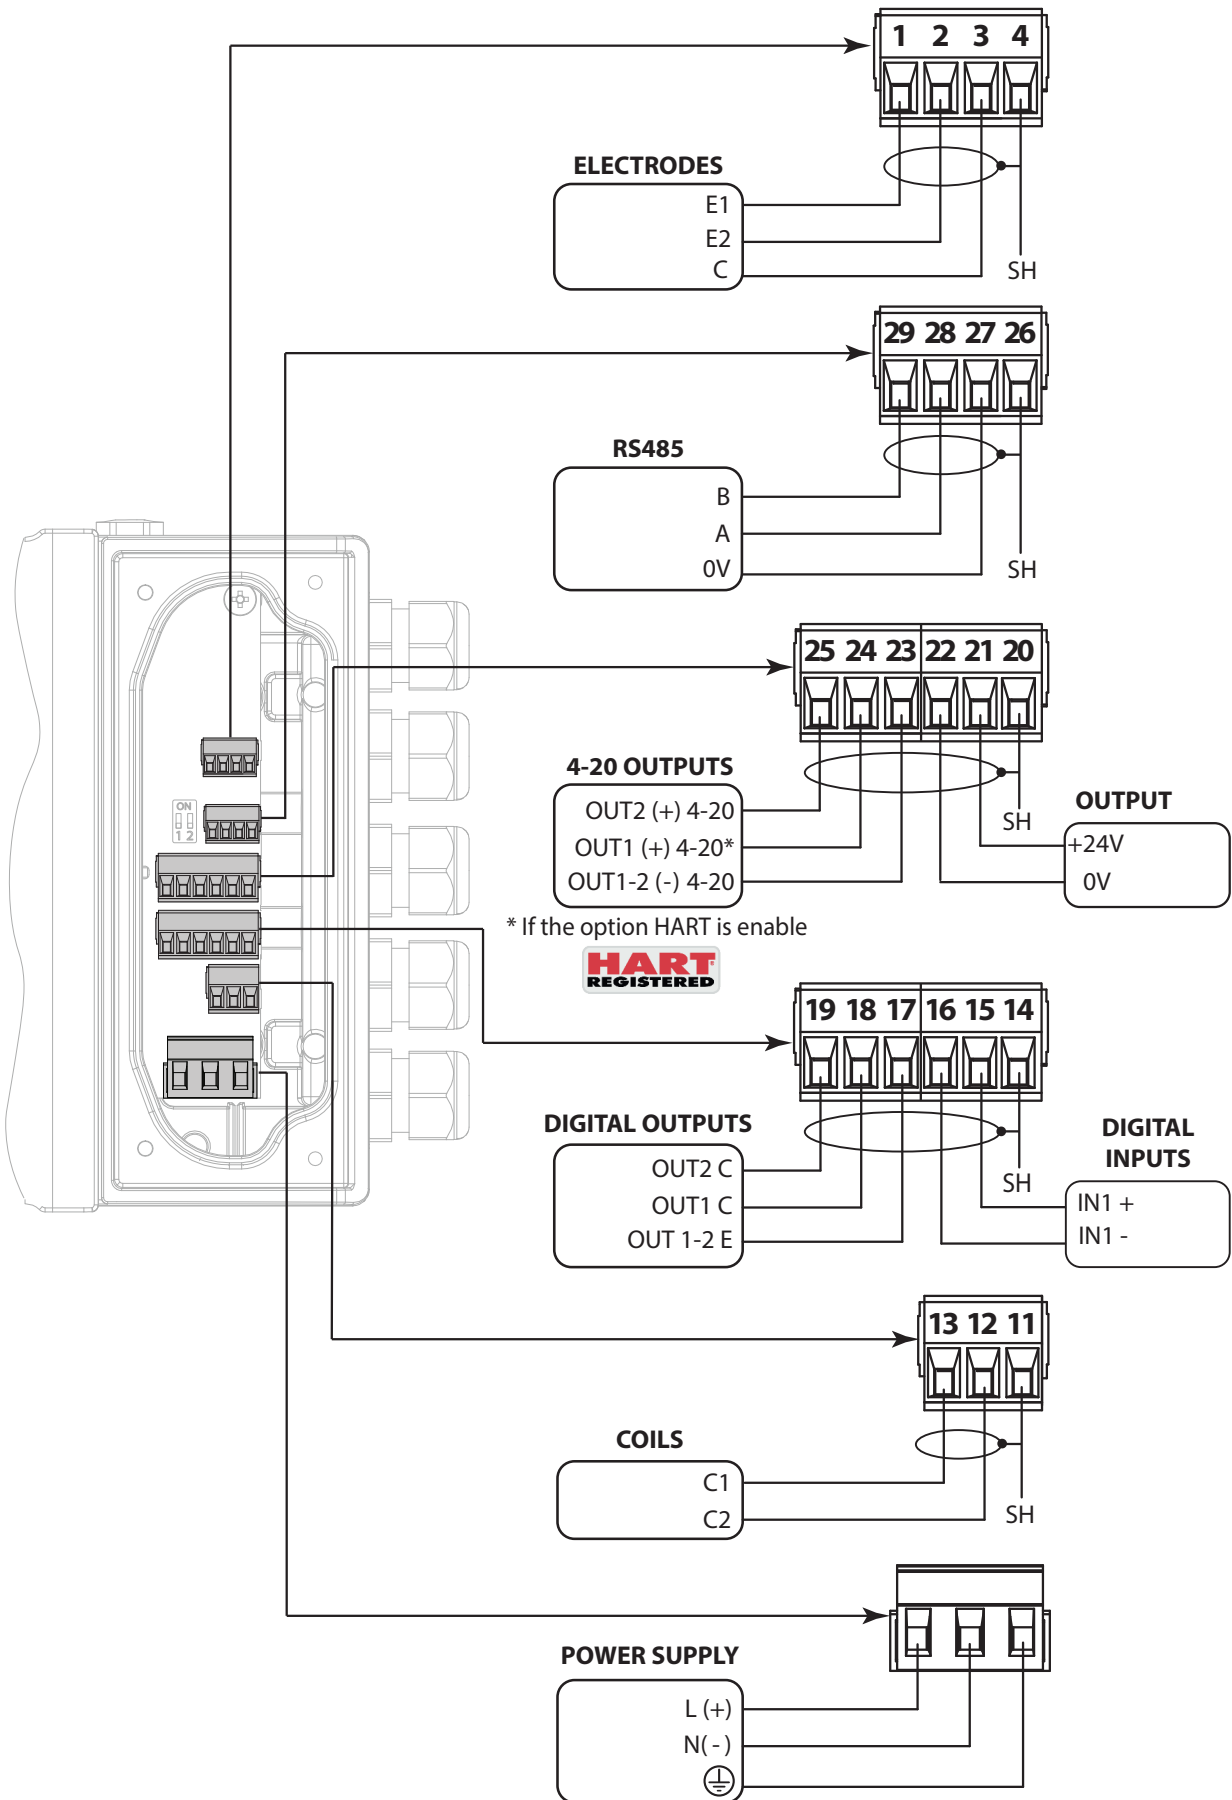 1 2 3 4
ELECTRODES
E1
E2
C
SH
29 28 27 26
RS485
B
A
0V
SH
25 24 23 22 21 20
4-20 OUTPUTS
OUT2 (+) 4-20
OUT1 (+) 4-20*
OUT1-2 (-) 4-20
SH
OUTPUT
+24V
0V
* If the option HART is enable
HART
REGISTERED
ON
1 2
19 18 17 16 15 14
DIGITAL OUTPUTS
OUT2 C
OUT1 C
OUT 1-2 E
SH
DIGITAL
INPUTS
IN1 +
IN1 -
13 12 11
COILS
C1
C2
SH
POWER SUPPLY
L (+)
N( - )